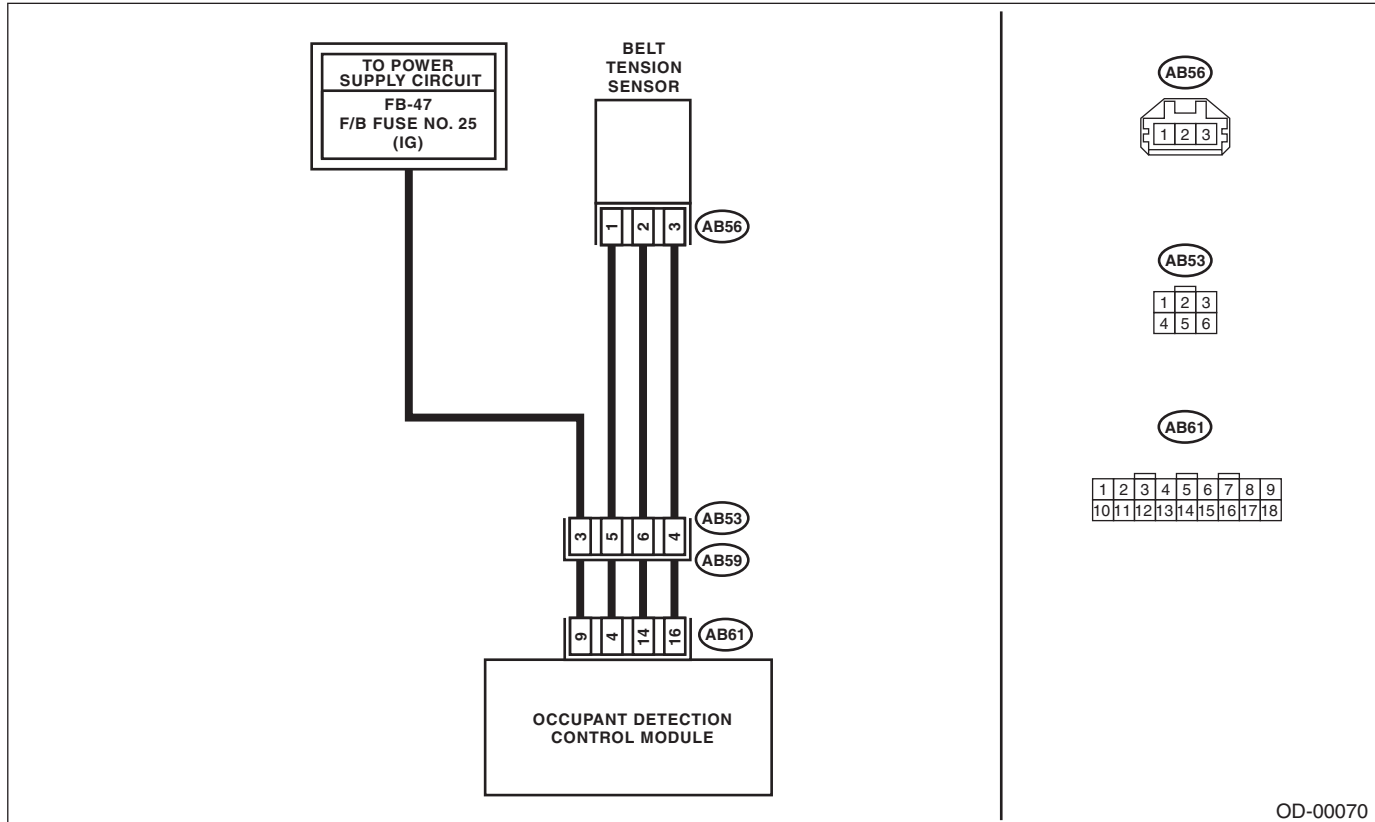 TO POWER
SUPPLY CIRCUIT
FB-47
F/B FUSE NO. 25
(IG)
BELT
TENSION
SENSOR
1 2 3
AB56
3 5 6 4
AB53
AB59
9 4 14 16
AB61
OCCUPANT DETECTION
CONTROL MODULE
AB56
1 2 3
AB53
1 2 3
4 5 6
AB61
1 2 3 4 5 6 7 8 9
10 11 12 13 14 15 16 17 18
OD-00070